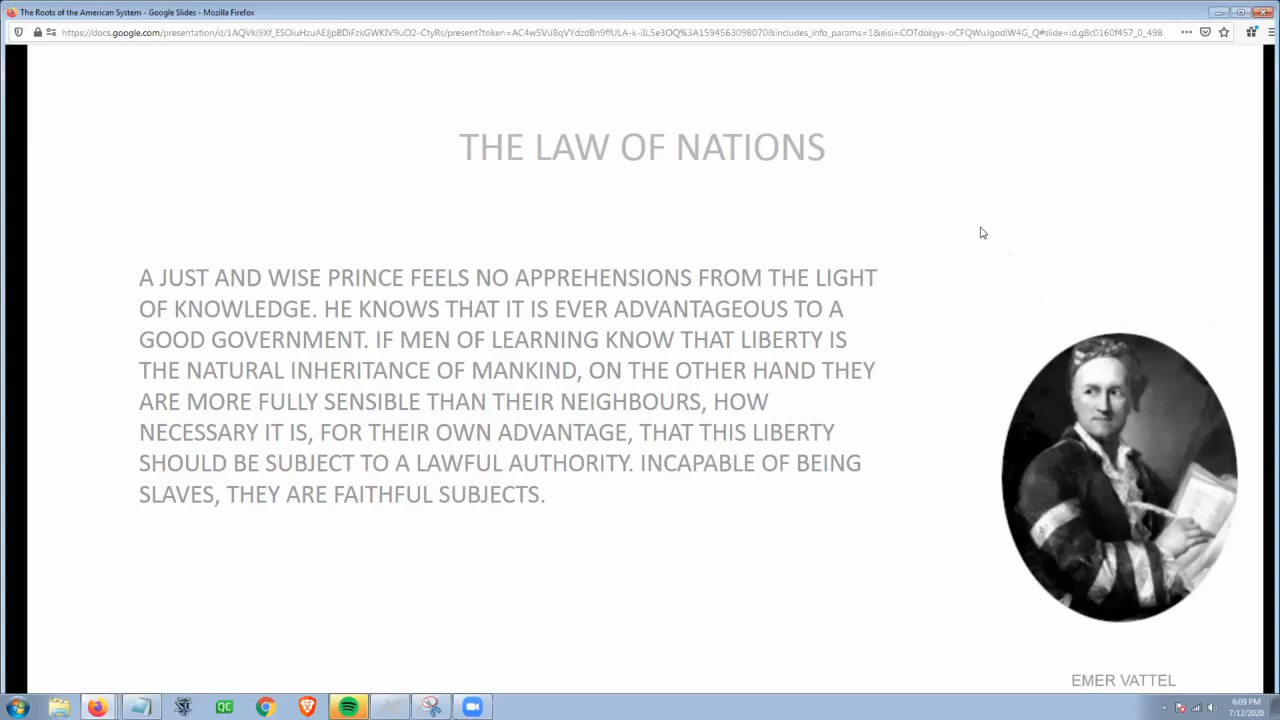 The Roots of the American System - Google Slides - Mozilla Firefox
THE LAW OF NATIONS
A JUST AND WISE PRINCE FEELS NO APPREHENSIONS FROM THE LIGHT
OF KNOWLEDGE. HE KNOWS THAT IT IS EVER ADVANTAGEOUS TO A
GOOD GOVERNMENT. IF MEN OF LEARNING KNOW THAT LIBERTY IS
THE NATURAL INHERITANCE OF MANKIND, ON THE OTHER HAND THEY
ARE MORE FULLY SENSIBLE THAN THEIR NEIGHBOURS, HOW
NECESSARY IT IS, FOR THEIR OWN ADVANTAGE, THAT THIS LIBERTY
SHOULD BE SUBJECT TO A LAWFUL AUTHORITY. INCAPABLE OF BEING
SLAVES, THEY ARE FAITHFUL SUBJECTS.
EMER VATTEL
QC
6:09 PM
7/12/2020